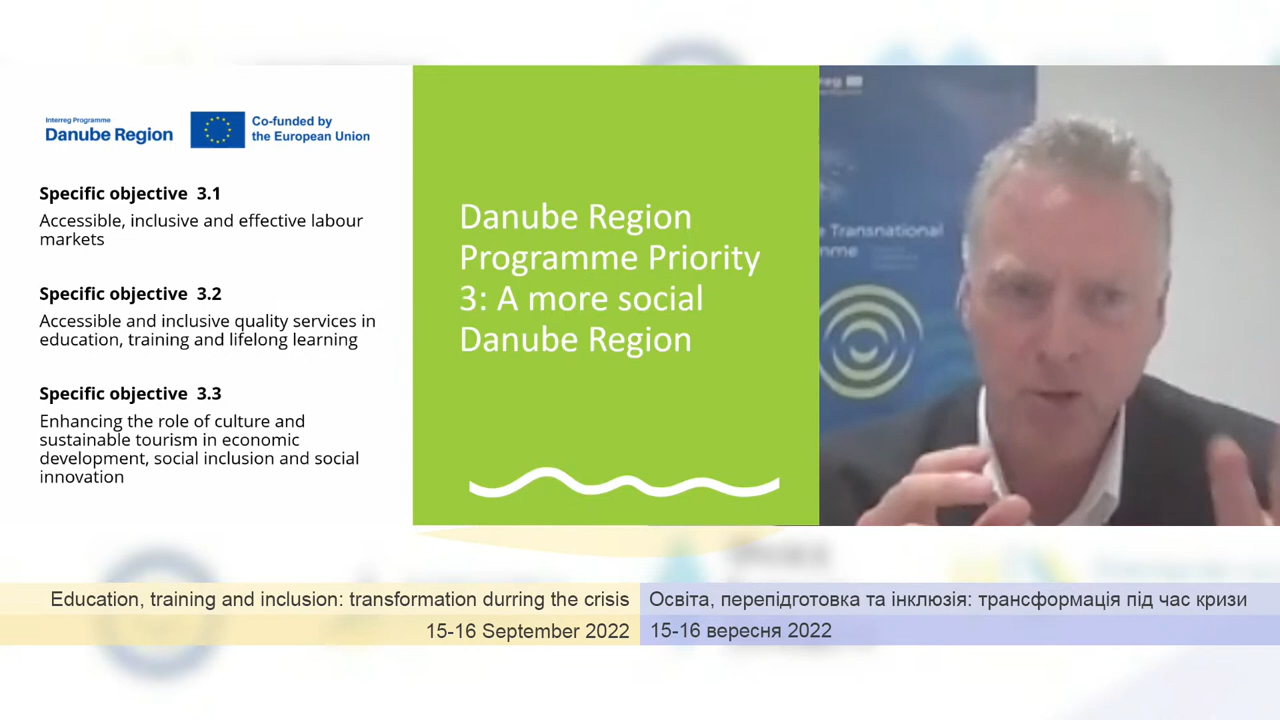 Interreg Programme
Danube Region
Co-funded by
the European Union
Specific objective 3.1
Accessible, inclusive and effective labour
markets
Specific objective 3.2
Accessible and inclusive quality services in
education, training and lifelong learning
Specific objective 3.3
Enhancing the role of culture and
sustainable tourism in economic
development, social inclusion and social
innovation
Danube Region
Programme Priority
3: A more social
Danube Region
Transnational
Education, training and inclusion: transformation durring the crisis
15-16 September 2022
Освіта, перепідготовка та інклюзія: трансформація під час кризи
15-16 вересня 2022